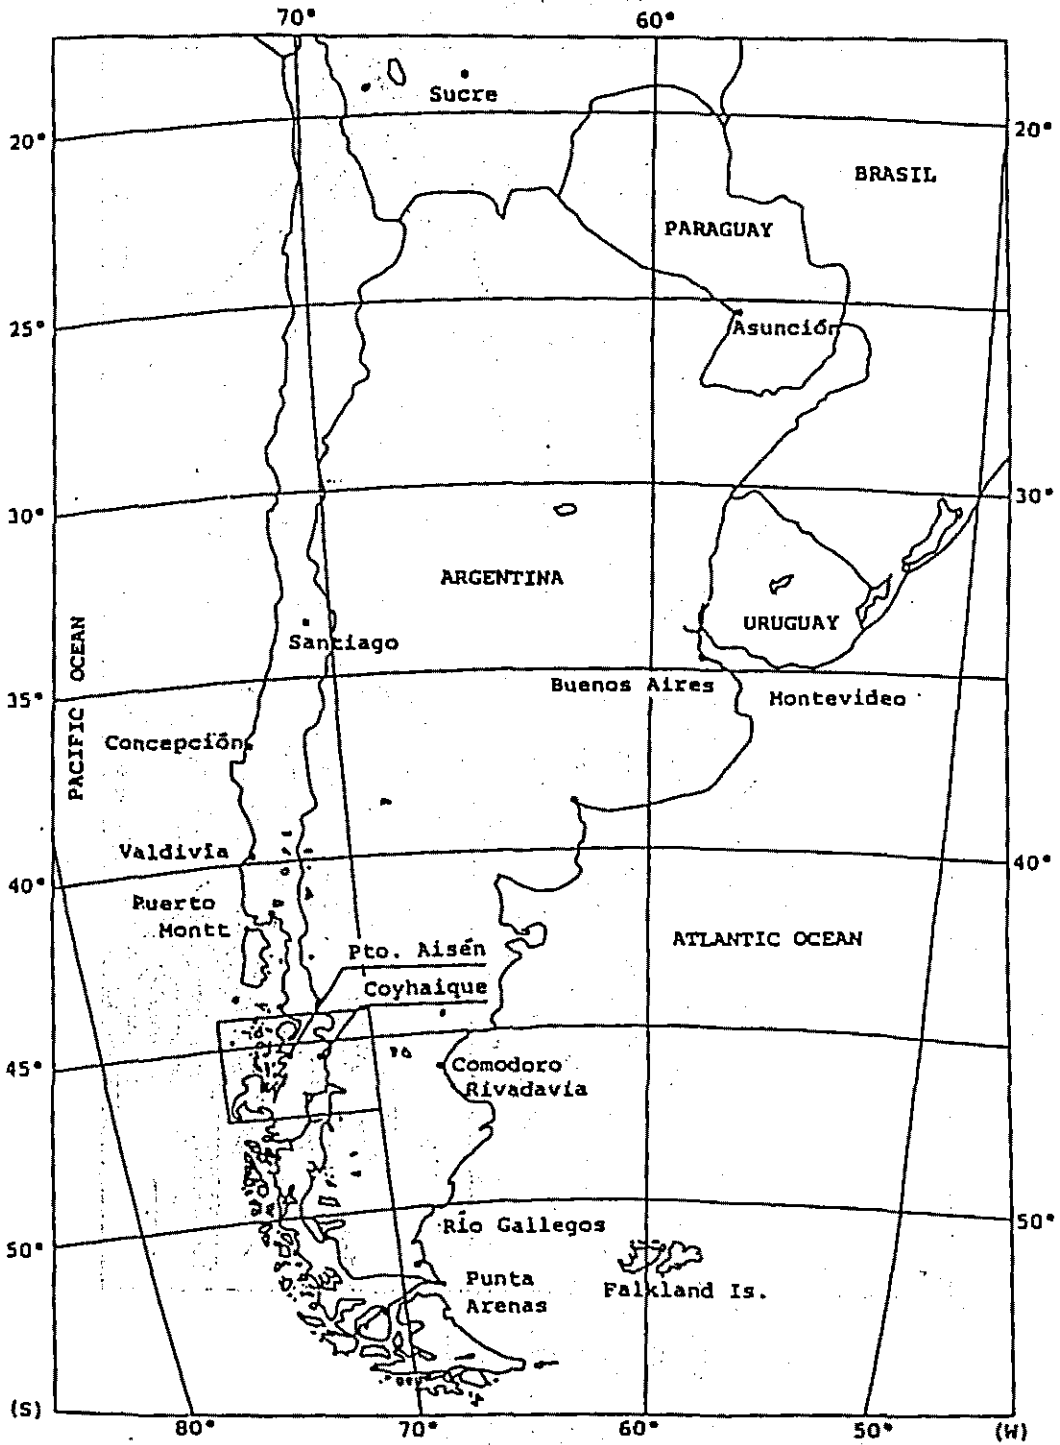 70° 60°
Sucre
20° 20°
BRASIL
PARAGUAY
25°
Asunción
30° 30°
ARGENTINA
URUGUAY
Santiago
PACIFIC OCEAN
35°
Buenos Aires
Montevideo
Concepción
Valdivia
40° 40°
Puerto
Montt
ATLANTIC OCEAN
Pto. Aisén
Coyhaique
45°
Comodoro
Rivadavia
Río Gallegos
50° 50°
Punta
Arenas
Falkland Is.
(S) 80° 70° 60° 50° (W)